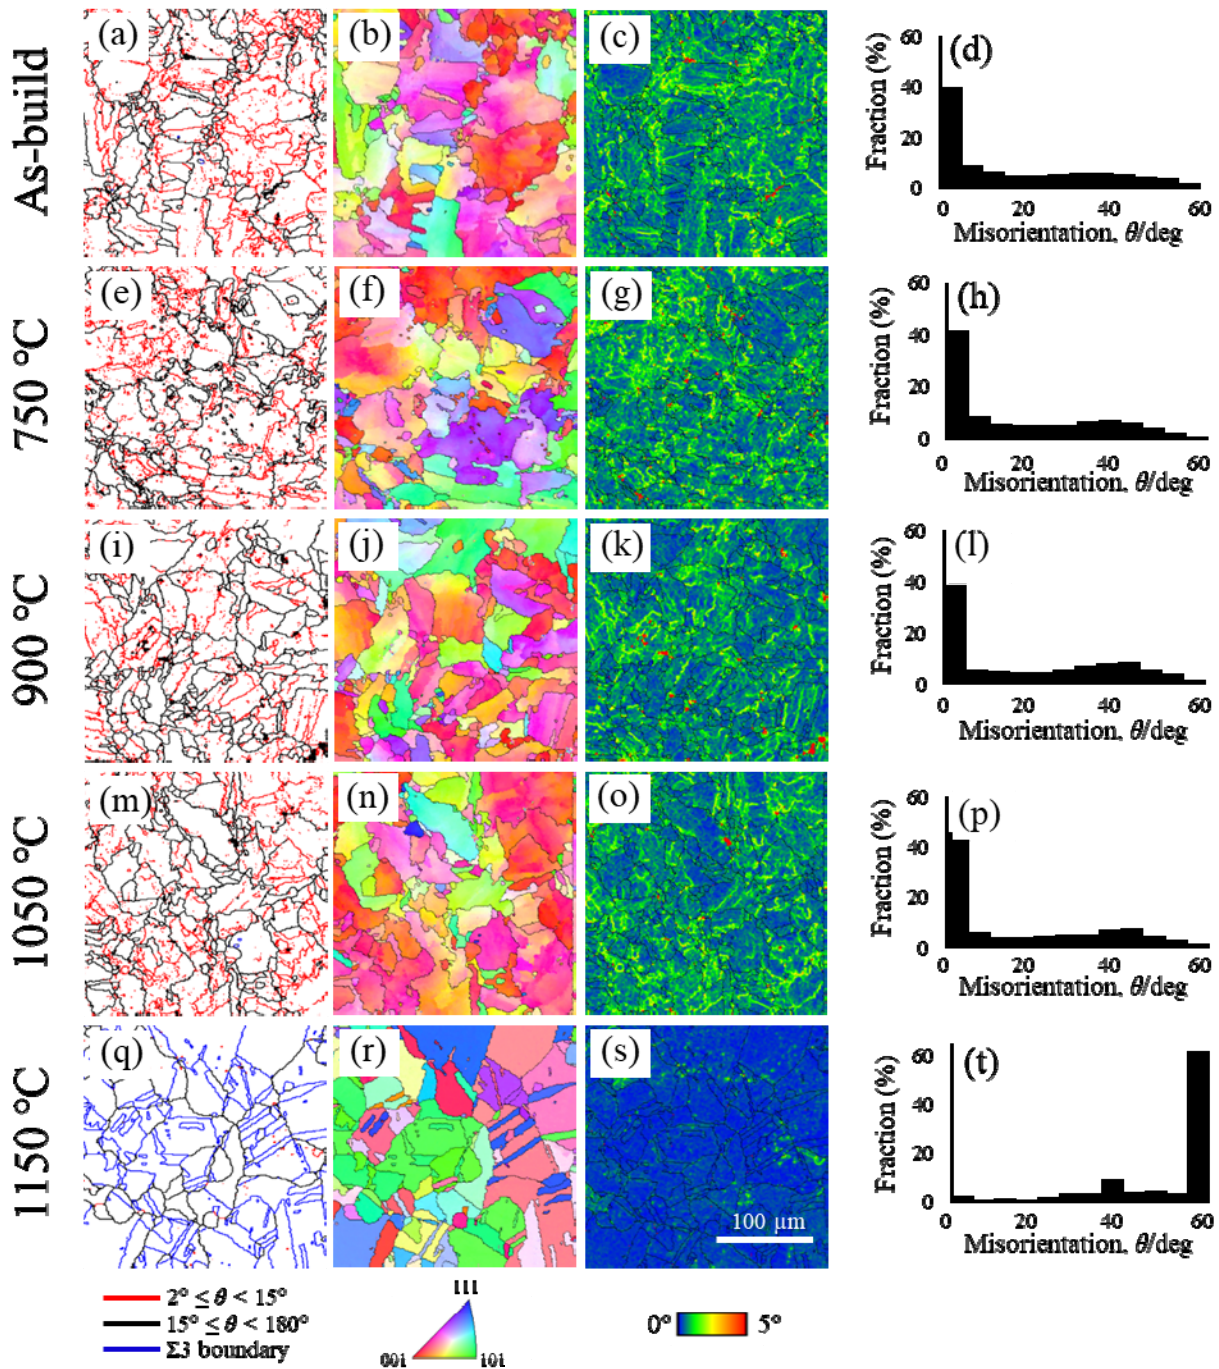 As-build
(a)
(b)
(c)
(d)
Fraction (%)
60
40
20
0
0 20 40 60
Misorientation, θ/deg
750 °C
(e)
(f)
(g)
(h)
Fraction (%)
60
40
20
0
0 20 40 60
Misorientation, θ/deg
900 °C
(i)
(j)
(k)
(l)
Fraction (%)
60
40
20
0
0 20 40 60
Misorientation, θ/deg
1050 °C
(m)
(n)
(o)
(p)
Fraction (%)
60
40
20
0
0 20 40 60
Misorientation, θ/deg
1150 °C
(q)
(r)
(s)
100 µm
(t)
Fraction (%)
60
40
20
0
0 20 40 60
Misorientation, θ/deg
2° ≤ θ < 15°
15° ≤ θ < 180°
Σ3 boundary
111
001 101
0° 5°